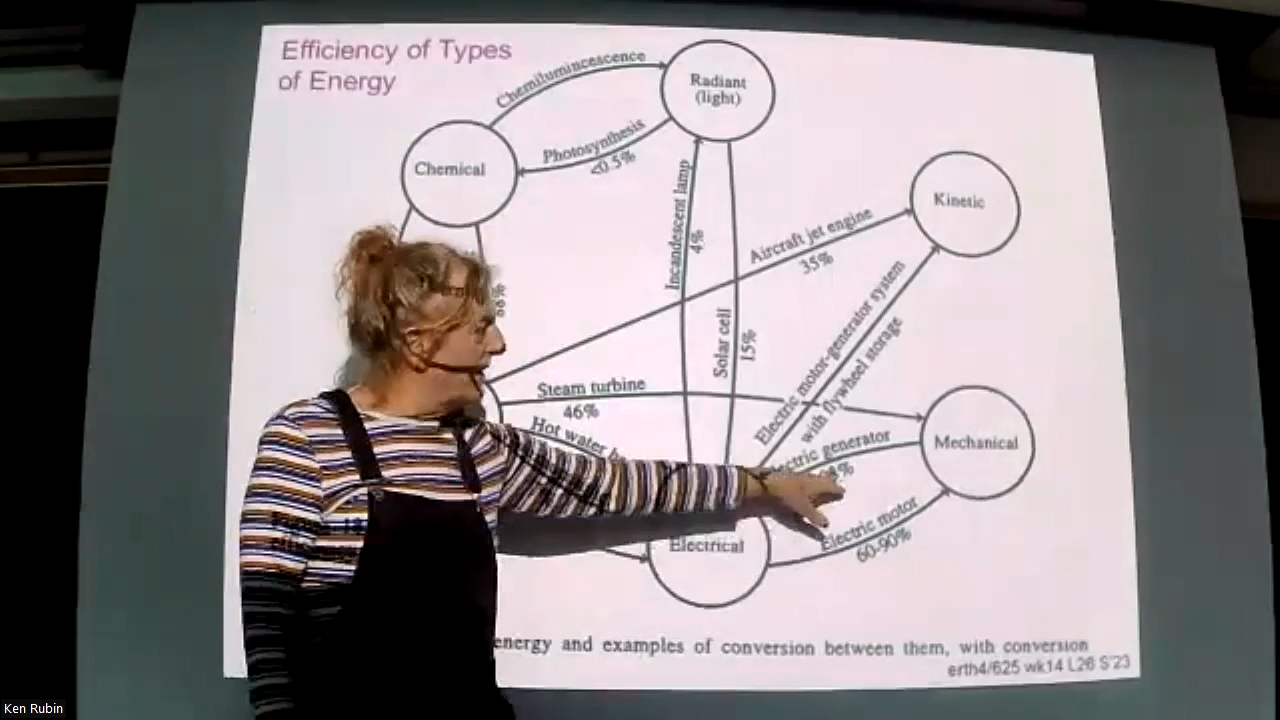 Efficiency of Types
of Energy
Chemiluminescence
Radiant
(light)
Chemical
Photosynthesis
<0.5%
Kinetic
Incandescent lamp
4%
Aircraft jet engine
35%
Solar cell
15%
Electric motor-generator system
with flywheel storage
Steam turbine
46%
Hot water
Mechanical
generator
Electric motor
60-90%
Electrical
energy and examples of conversion between them, with conversion
erth4/625 wk14 L26 S'23
Ken Rubin